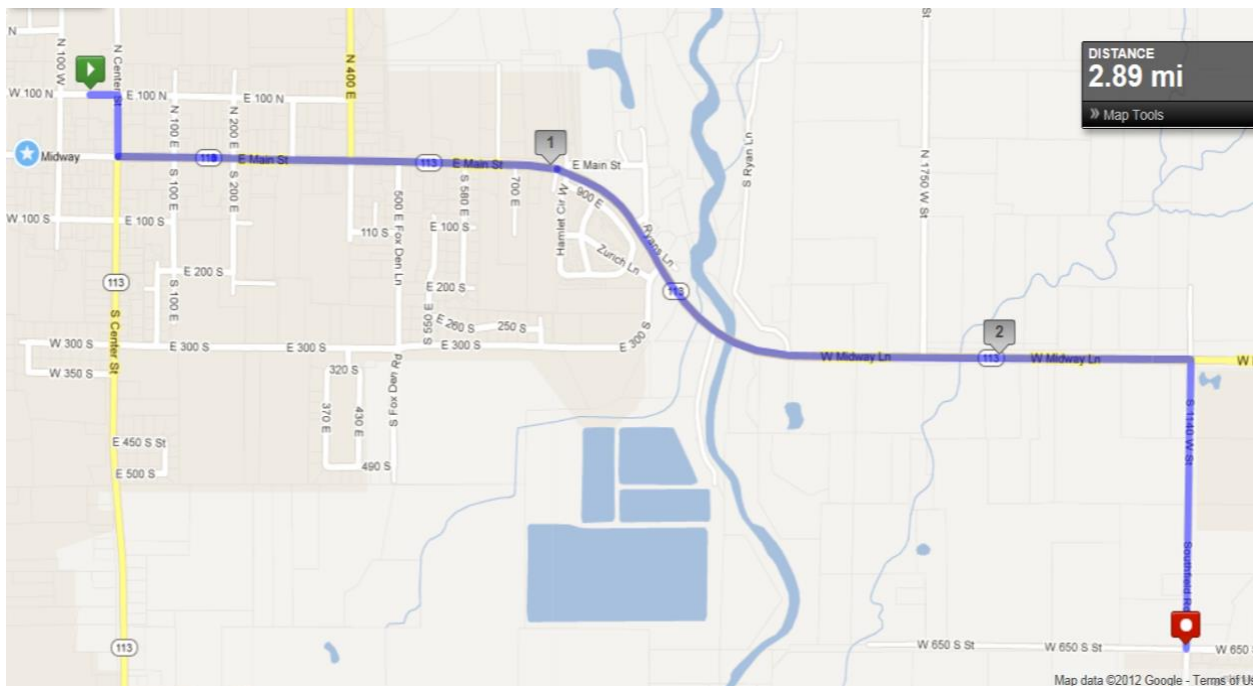 DISTANCE
2.89 mi
» Map Tools
N
N 100 W
N Center St
N 400 E
W 100 N
E 100 N
E 100 N
N 100 E
N 200 E
Midway
113
E Main St
113
E Main St
1
E Main St
S Ryan Ln
N 1750 W St
St
W 100 S
E 100 S
S 100 E
S 200 E
500 E
Fox Den Ln
110 S
S 580 E
700 E
E 100 S
Hamlet Cir W
900 E
Zurich Ln
Ryans Ln
113
E 200 S
S 100 E
113
S Center St
E 200 S
S 550 E
E 260 S
250 S
W 300 S
E 300 S
E 300 S
E 300 S
E 300 S
W 350 S
320 S
S Fox Den Rd
370 E
430 E
490 S
E 450 S St
E 500 S
2
W Midway Ln
113
W Midway Ln
S 1140 W St
Southfield Rd
113
W 650 S St
W 650 S St
W 650
Map data ©2012 Google - Terms of Us